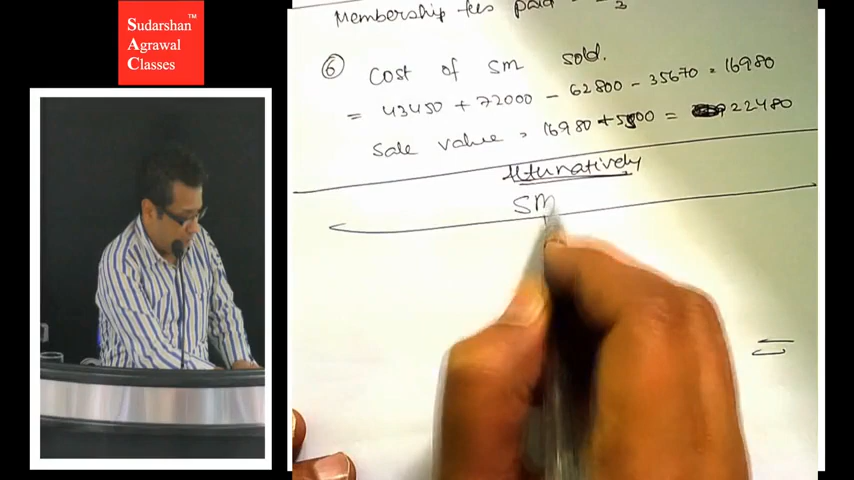 Sudarshan™
Agrawal
Classes
Membership fees paid
3
⑥ Cost of SM sold.
= 43450 + 72000 - 62800 - 35670 = 16980
Sale value = 16980 + 5500 = 22480
Alternatively
SM